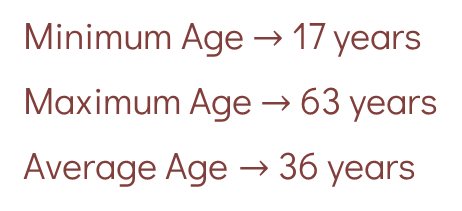 Minimum Age → 17 years
Maximum Age → 63 years
Average Age → 36 years